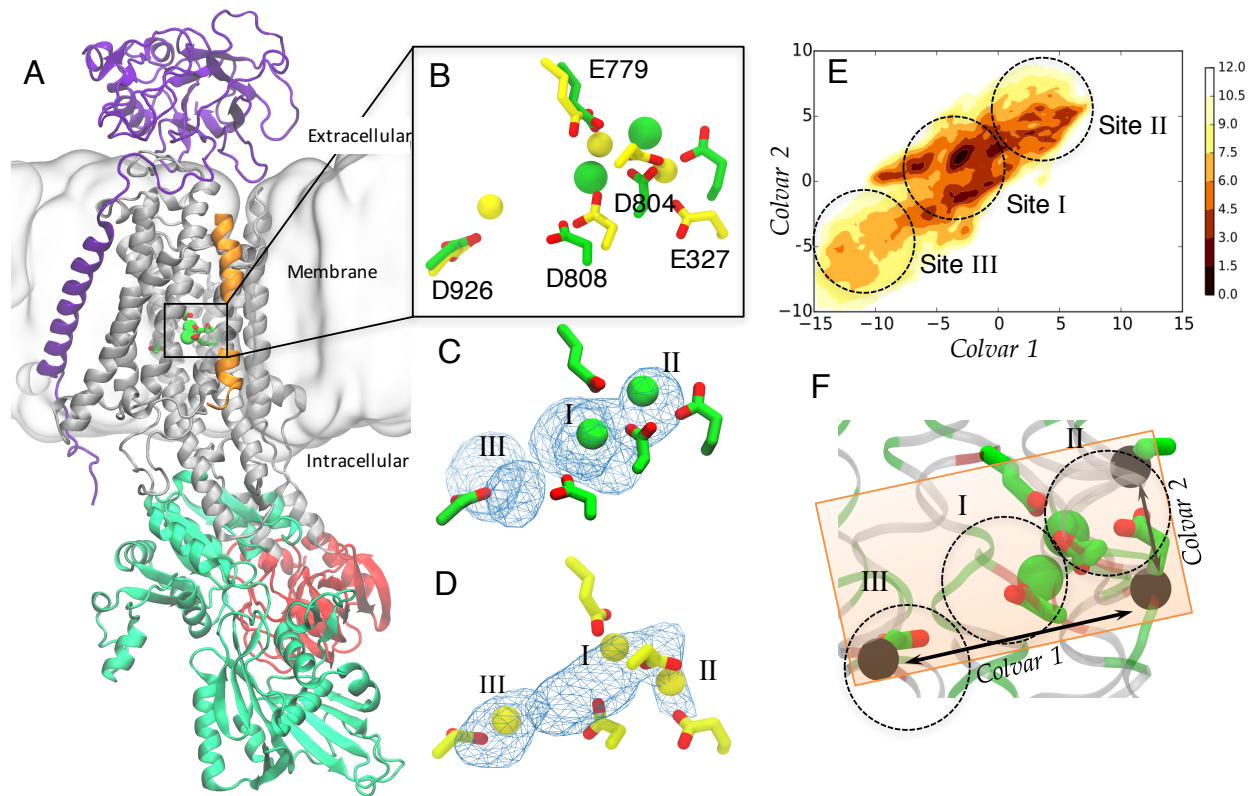 A
Extracellular
Membrane
Intracellular
B
E779
D804
E327
D808
D926
C
II
I
III
D
I
II
III
E
10
5
0
−5
−10
−15
−10
−5
0
5
10
15
Colvar 2
Colvar 1
Site II
Site I
Site III
12.0
10.5
9.0
7.5
6.0
4.5
3.0
1.5
0.0
F
II
I
III
Colvar 2
Colvar 1